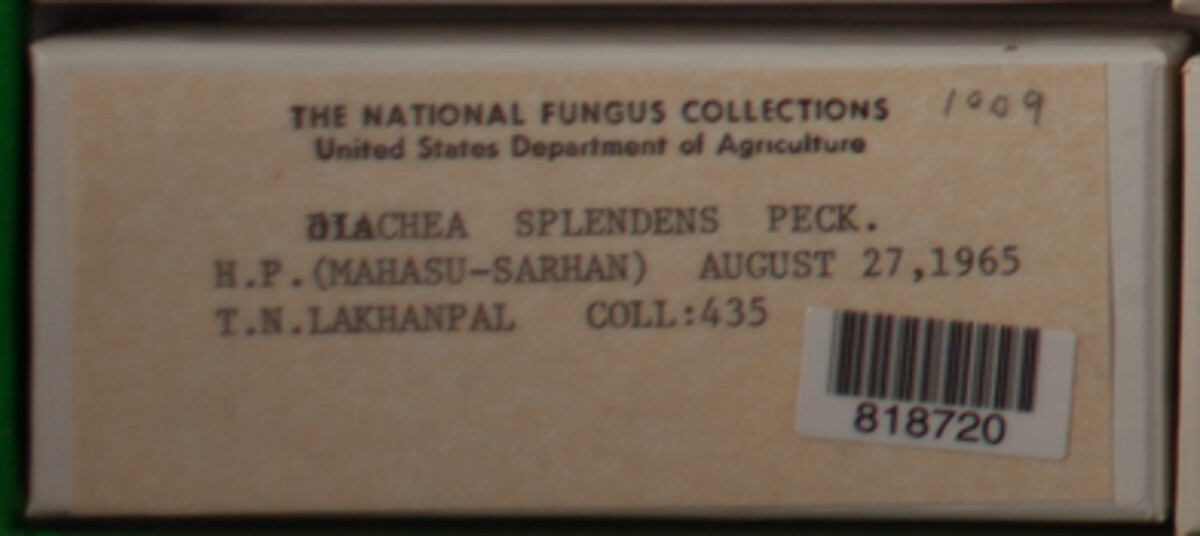 THE NATIONAL FUNGUS COLLECTIONS 1009
United States Department of Agriculture
DIACHEA SPLENDENS PECK.
H.P.(MAHASU-SARHAN) AUGUST 27,1965
T.N.LAKHANPAL COLL:435
818720